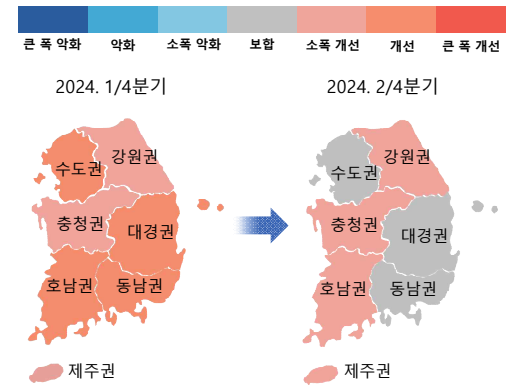 큰 폭 악화 악화 소폭 악화 보합 소폭 개선 개선 큰 폭 개선
2024. 1/4분기
수도권
강원권
충청권
대경권
호남권
동남권
제주권
2024. 2/4분기
수도권
강원권
충청권
대경권
호남권
동남권
제주권